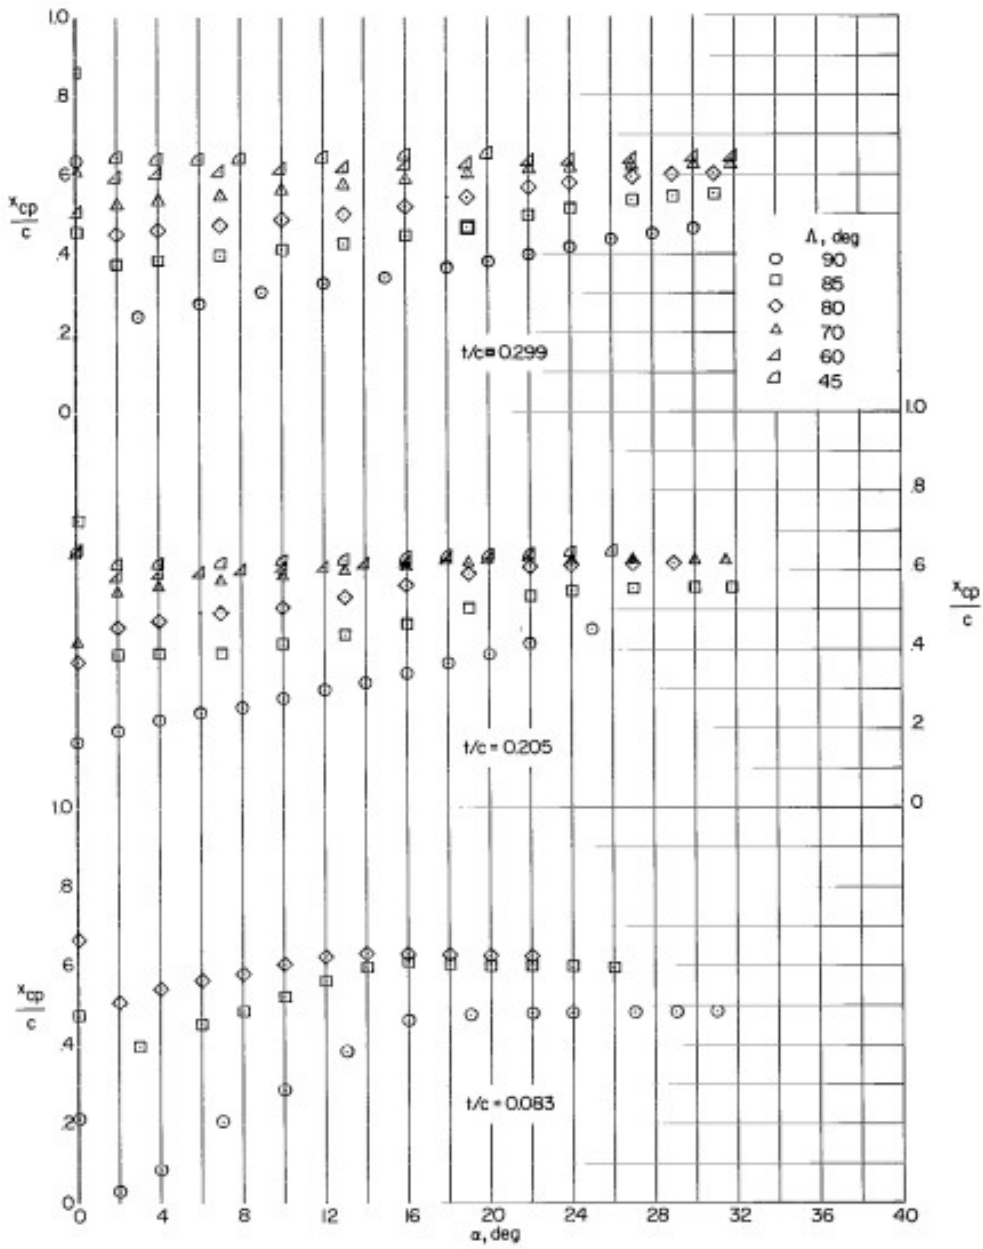 1.0
.8
.6
x_cp/c
.4
.2
0
t/c = 0.299
Λ, deg
90
85
80
70
60
45
1.0
.8
.6
x_cp/c
.4
.2
0
t/c = 0.205
1.0
.8
.6
x_cp/c
.4
.2
0
t/c = 0.083
0 4 8 12 16 20 24 28 32 36 40
α, deg